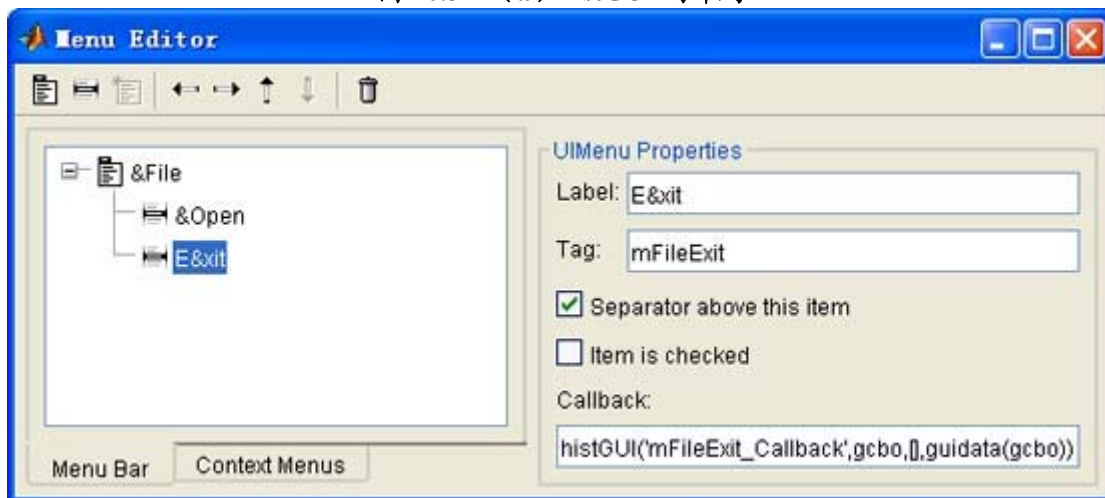 Menu Editor
&File
&Open
E&xit
UIMenu Properties
Label: E&xit
Tag: mFileExit
Separator above this item
Item is checked
Callback:
histGUI('mFileExit_Callback',gcbo,[],guidata(gcbo))
Menu Bar Context Menus